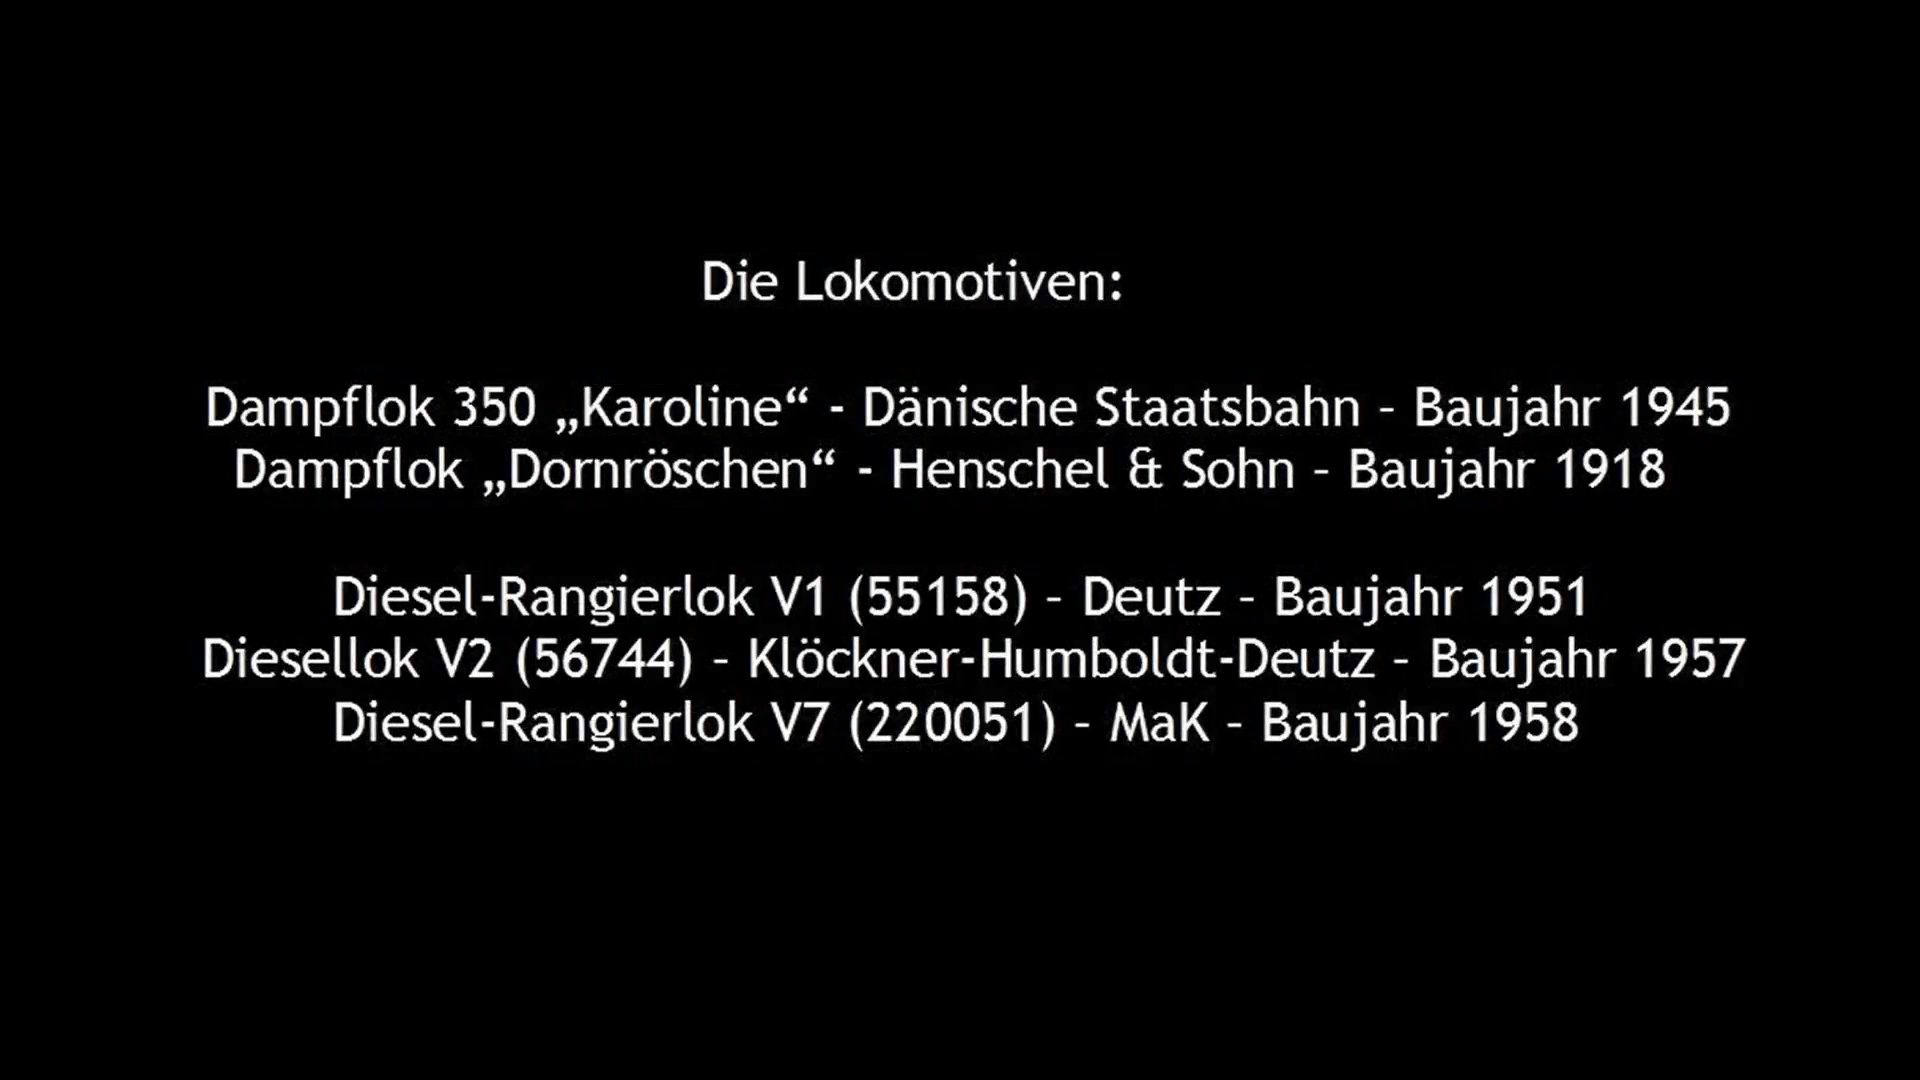 Die Lokomotiven:
Dampflok 350 „Karoline“ - Dänische Staatsbahn – Baujahr 1945
Dampflok „Dornröschen“ - Henschel & Sohn – Baujahr 1918
Diesel-Rangierlok V1 (55158) – Deutz – Baujahr 1951
Diesellok V2 (56744) – Klöckner-Humboldt-Deutz – Baujahr 1957
Diesel-Rangierlok V7 (220051) – MaK – Baujahr 1958